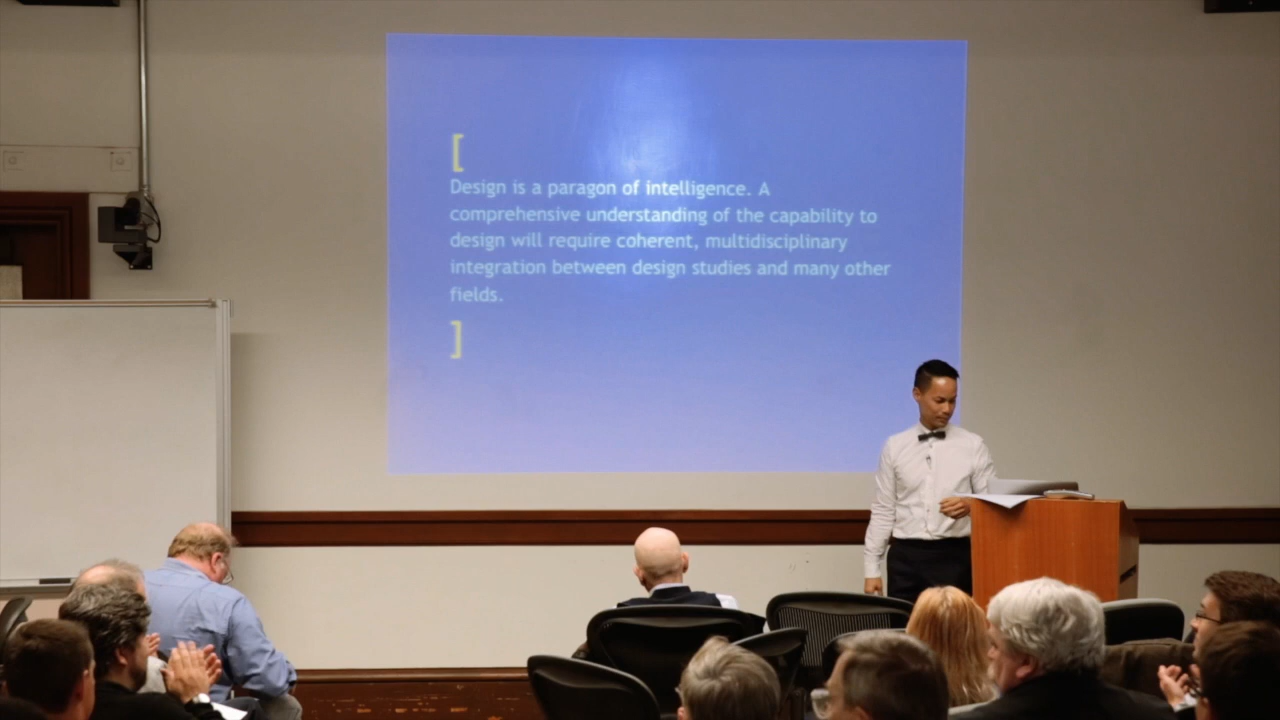 [
Design is a paragon of intelligence. A
comprehensive understanding of the capability to
design will require coherent, multidisciplinary
integration between design studies and many other
fields.
]